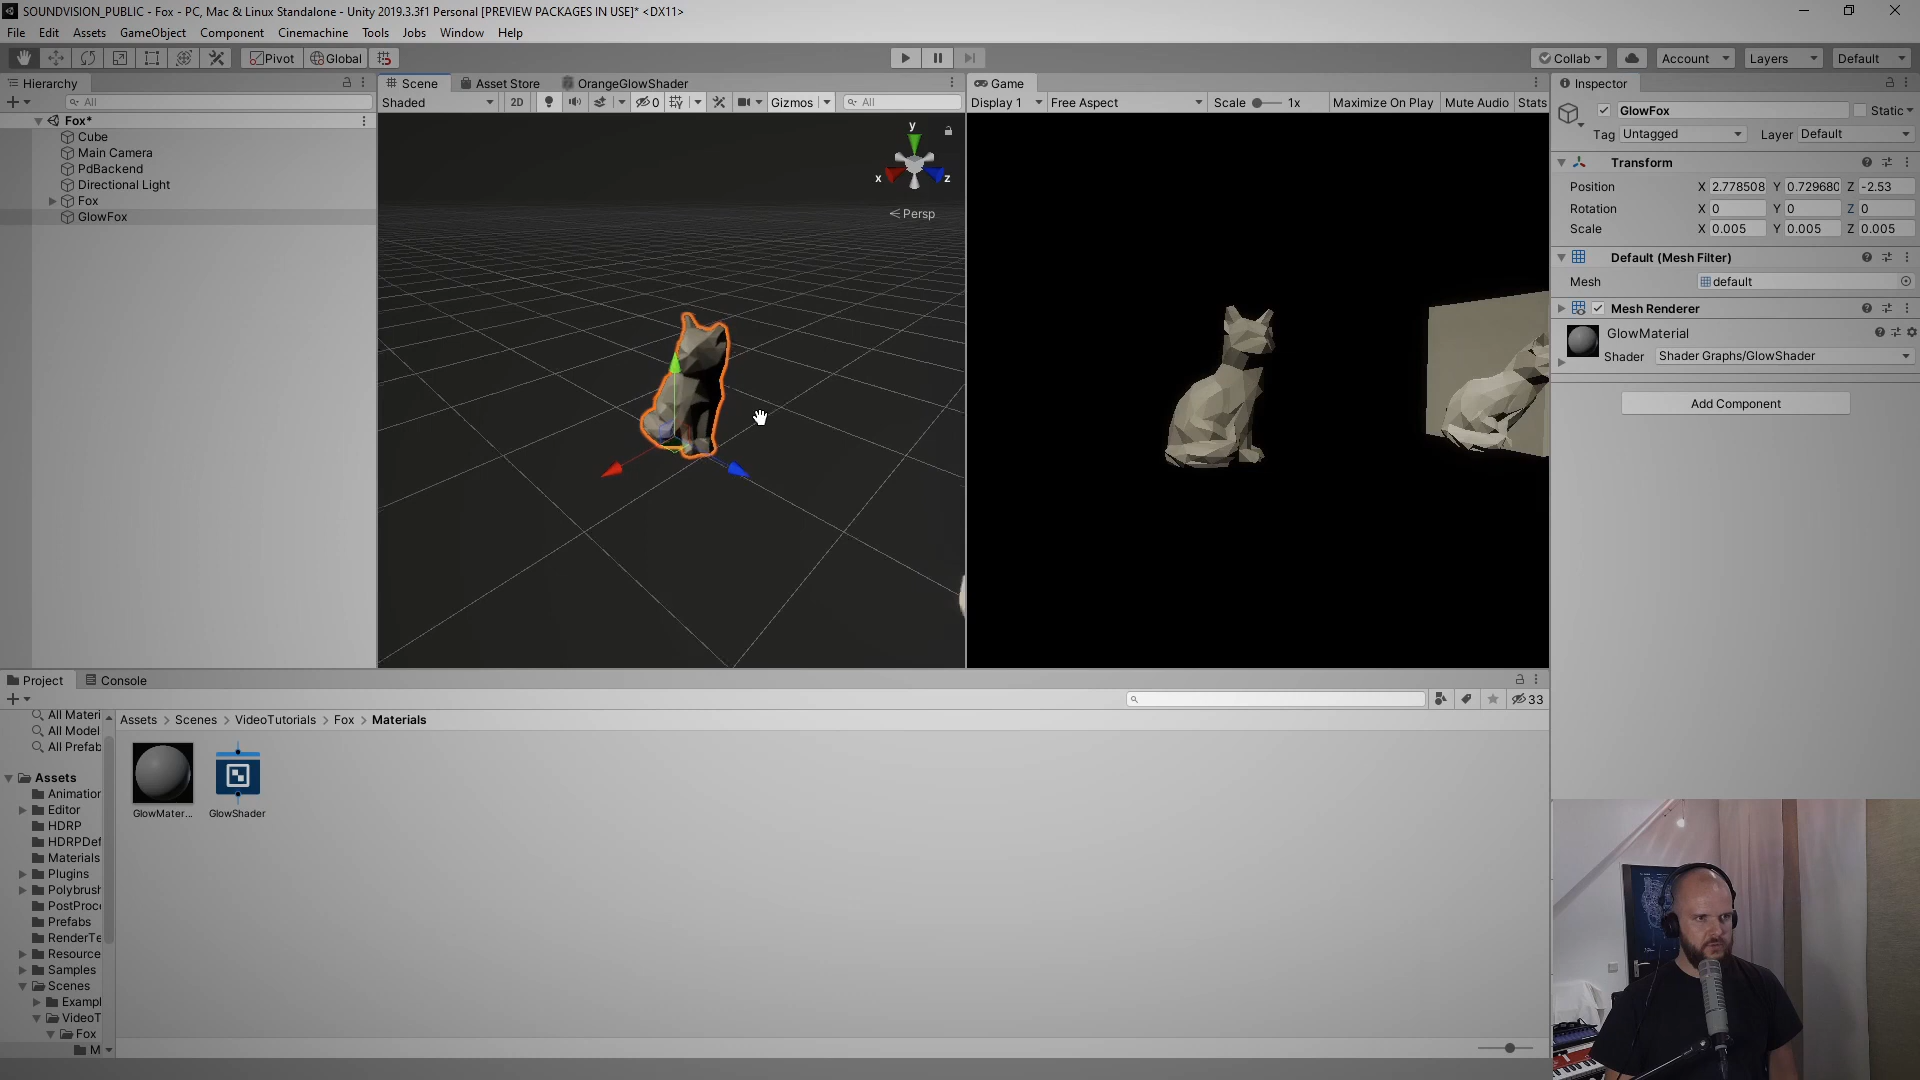 SOUNDVISION_PUBLIC - Fox - PC, Mac & Linux Standalone - Unity 2019.3.3f1 Personal [PREVIEW PACKAGES IN USE]* <DX11>
File Edit Assets GameObject Component Cinemachine Tools Jobs Window Help
Pivot Global Collab Account Layers Default
Hierarchy
All
Fox*
Cube
Main Camera
PdBackend
Directional Light
Fox
GlowFox
Scene Asset Store OrangeGlowShader
Shaded 2D 0 Gizmos All
y
x z
Persp
Game
Display 1 Free Aspect Scale 1x Maximize On Play Mute Audio Stats
Inspector
GlowFox Static
Tag Untagged Layer Default
Transform
Position X 2.778508 Y 0.729680 Z -2.53
Rotation X 0 Y 0 Z 0
Scale X 0.005 Y 0.005 Z 0.005
Default (Mesh Filter)
Mesh default
Mesh Renderer
GlowMaterial
Shader Shader Graphs/GlowShader
Add Component
Project Console
33
All Materi
All Model
All Prefab
Assets
Animation
Editor
HDRP
HDRPDef
Materials
Plugins
Polybrush
PostProce
Prefabs
RenderTe
Resource
Samples
Scenes
Exampl
VideoT
Fox
M
Assets > Scenes > VideoTutorials > Fox > Materials
GlowMater... GlowShader